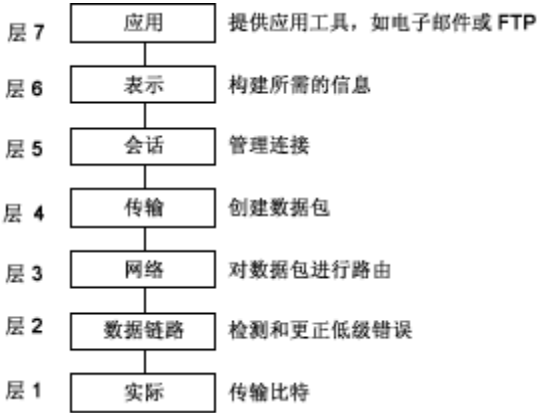 层 7 应用 提供应用工具，如电子邮件或 FTP
层 6 表示 构建所需的信息
层 5 会话 管理连接
层 4 传输 创建数据包
层 3 网络 对数据包进行路由
层 2 数据链路 检测和更正低级错误
层 1 实际 传输比特